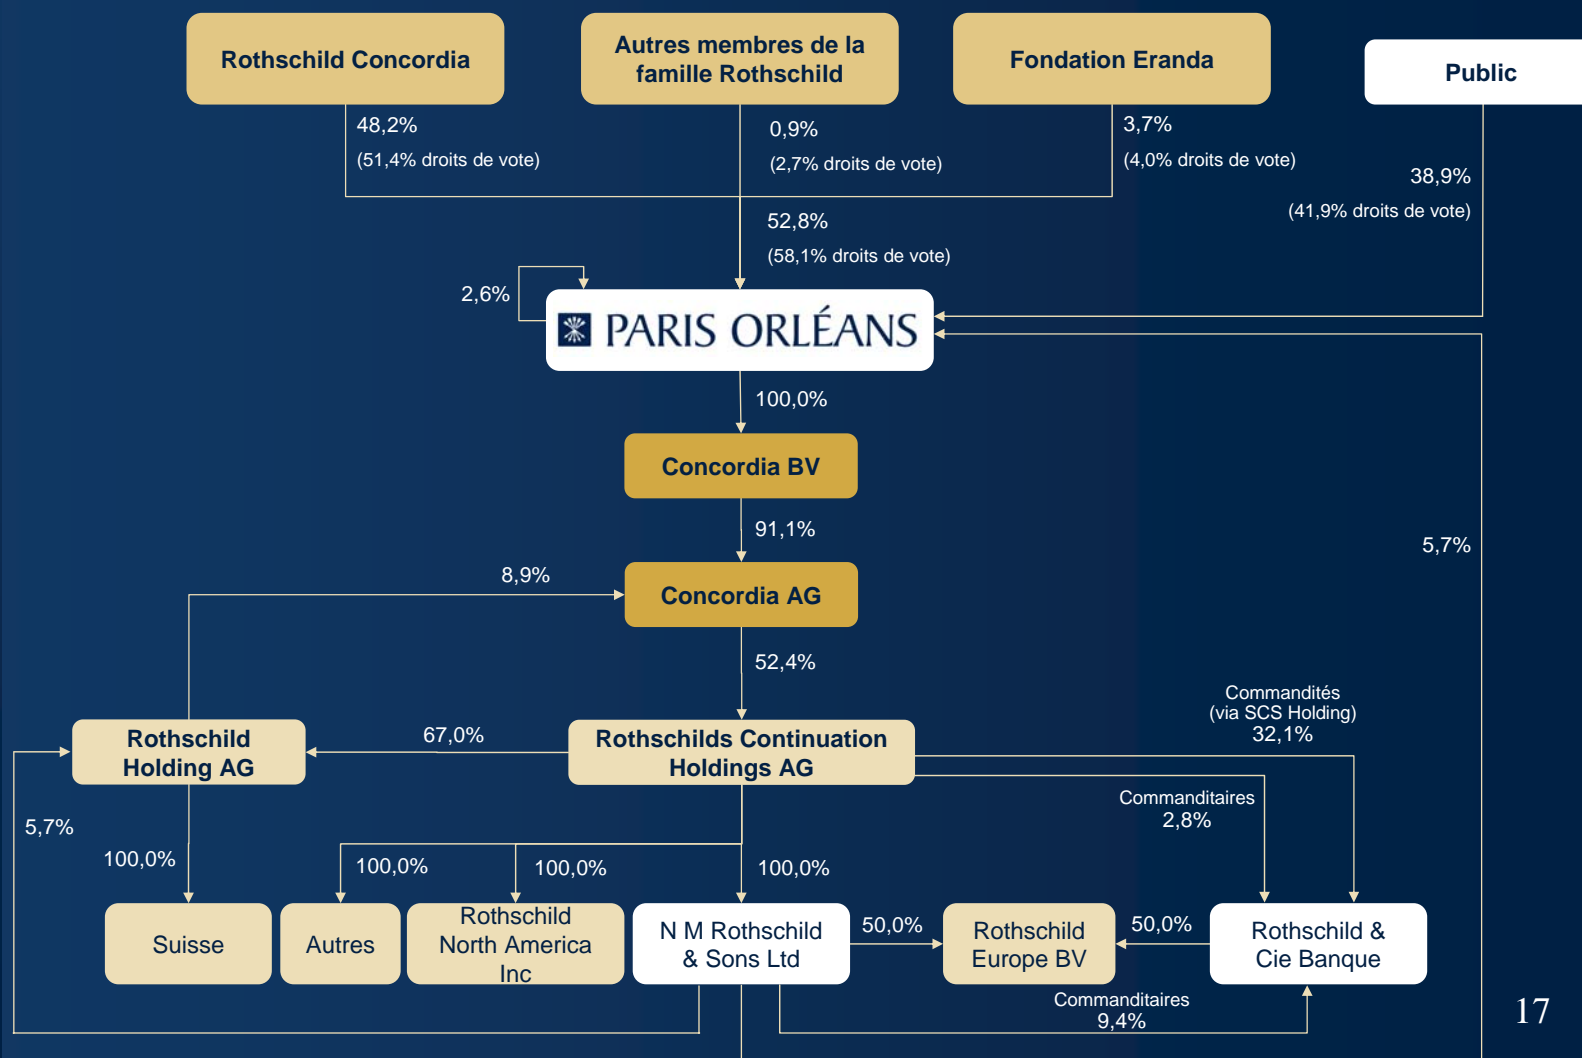 Rothschild Concordia
Autres membres de la
famille Rothschild
Fondation Eranda
Public
48,2%
(51,4% droits de vote)
0,9%
(2,7% droits de vote)
3,7%
(4,0% droits de vote)
38,9%
(41,9% droits de vote)
52,8%
(58,1% droits de vote)
2,6%
PARIS ORLÉANS
100,0%
Concordia BV
91,1%
5,7%
8,9%
Concordia AG
52,4%
Commandités
(via SCS Holding)
32,1%
Rothschild
Holding AG
67,0%
Rothschilds Continuation
Holdings AG
Commanditaires
2,8%
5,7%
100,0%
100,0%
100,0%
100,0%
Suisse
Autres
Rothschild
North America
Inc
N M Rothschild
& Sons Ltd
50,0%
Rothschild
Europe BV
50,0%
Rothschild &
Cie Banque
Commanditaires
9,4%
17